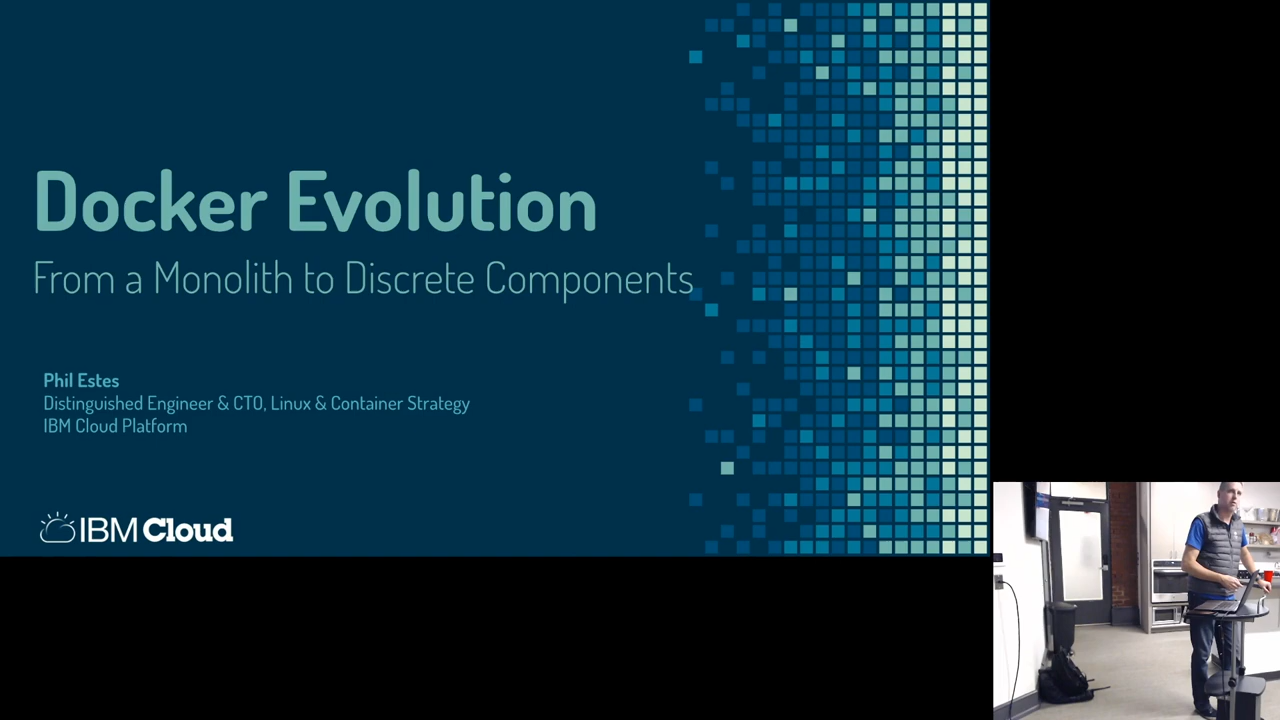 Docker Evolution
From a Monolith to Discrete Components
Phil Estes
Distinguished Engineer & CTO, Linux & Container Strategy
IBM Cloud Platform
IBM Cloud